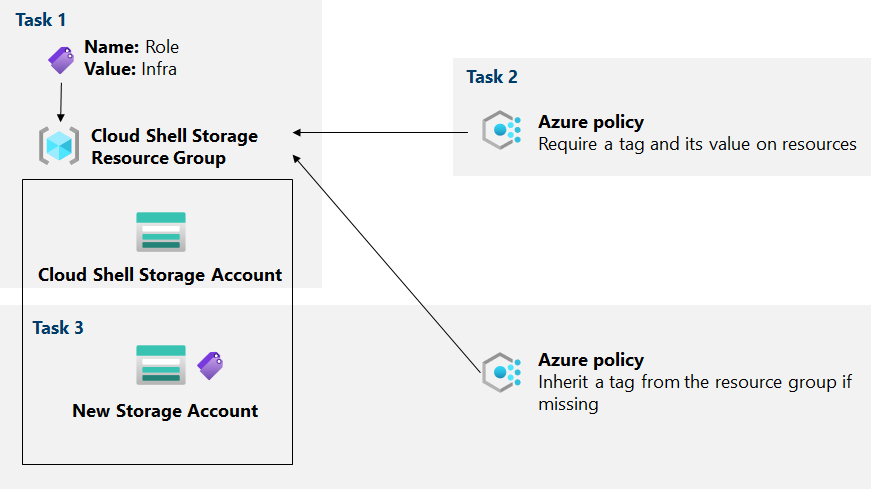 Task 1
Name: Role
Value: Infra
Cloud Shell Storage
Resource Group
Cloud Shell Storage Account
Task 2
Azure policy
Require a tag and its value on resources
Task 3
New Storage Account
Azure policy
Inherit a tag from the resource group if
missing